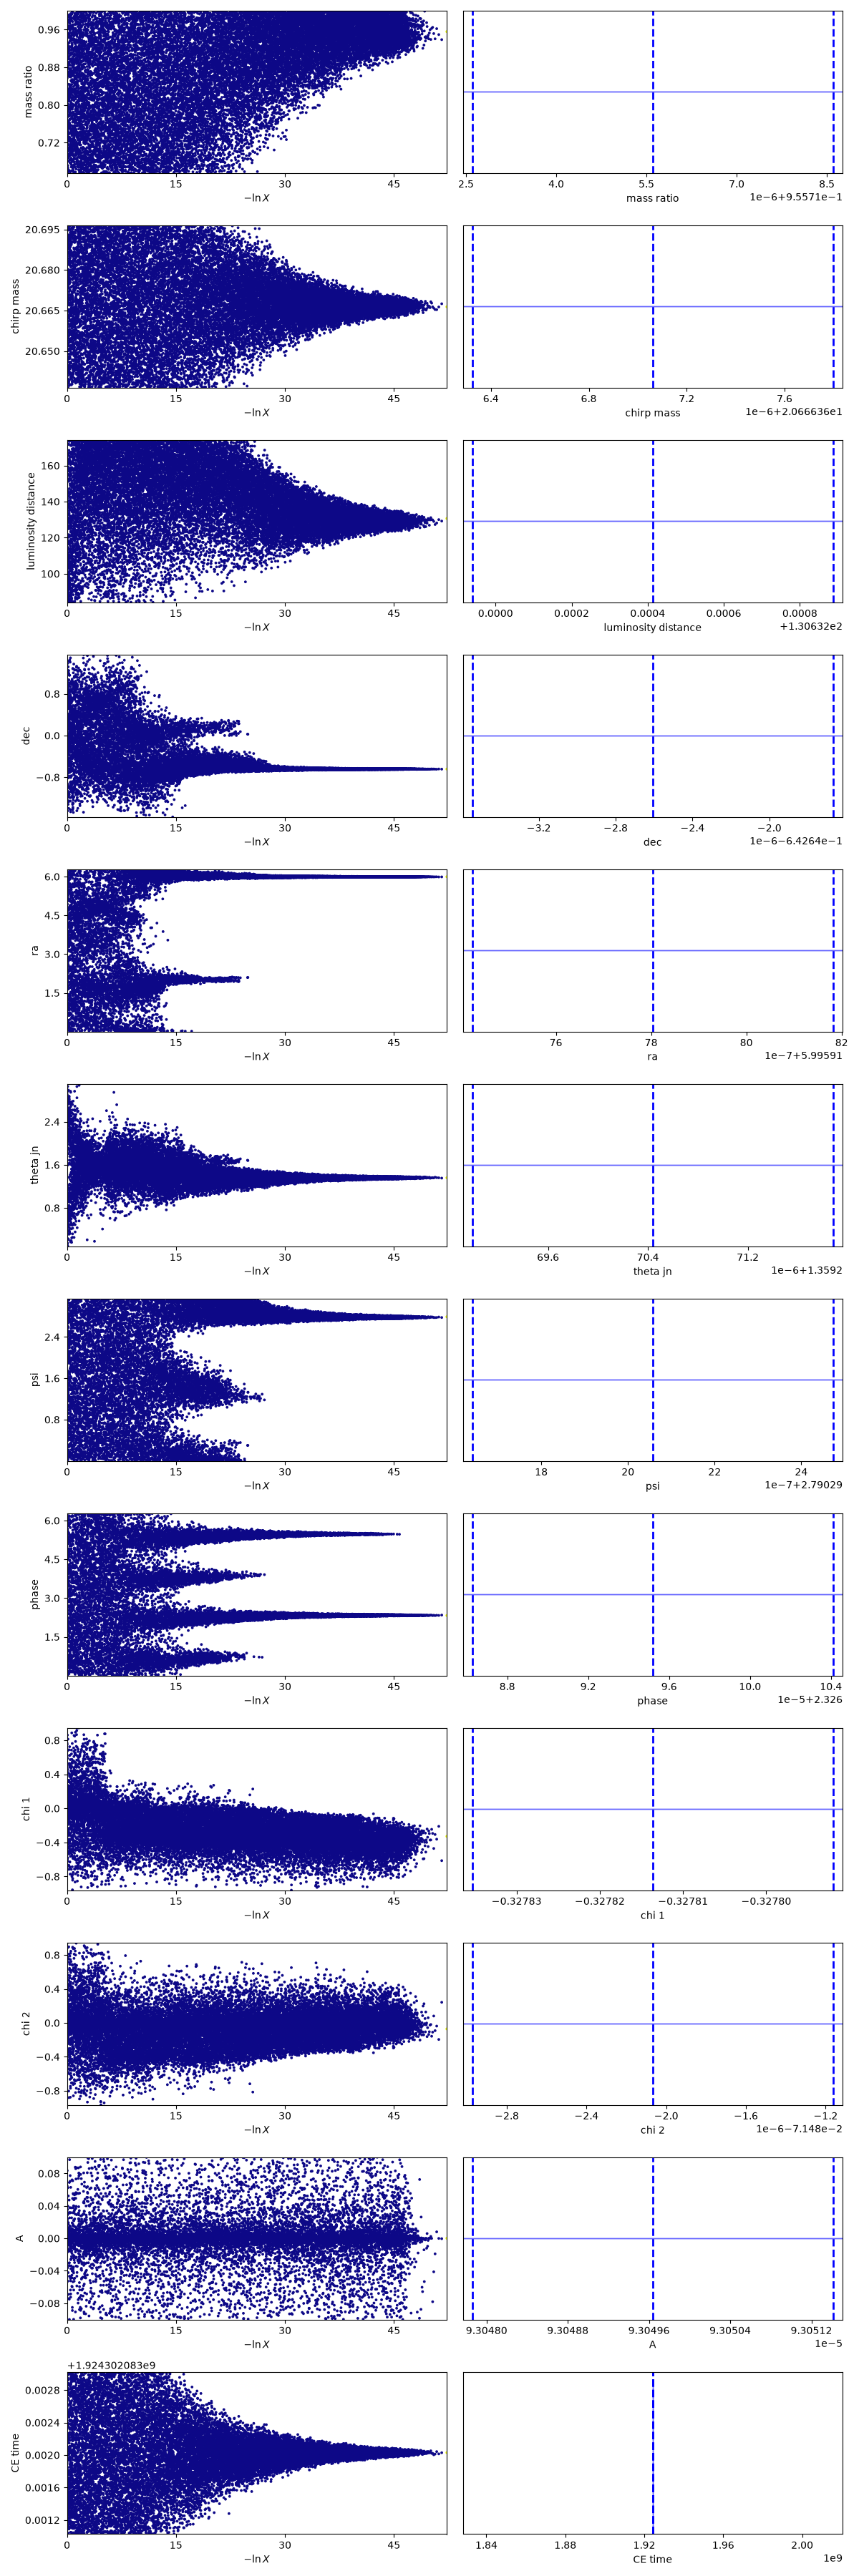 0.96
0.88
0.80
0.72
mass ratio
0 15 30 45
−ln X
2.5 4.0 5.5 7.0 8.5
mass ratio
1e−6+9.5571e−1
20.695
20.680
20.665
20.650
chirp mass
0 15 30 45
−ln X
6.4 6.8 7.2 7.6
chirp mass
1e−6+2.066636e1
160
140
120
100
luminosity distance
0 15 30 45
−ln X
0.0000 0.0002 0.0004 0.0006 0.0008
luminosity distance
+1.30632e2
0.8
0.0
−0.8
dec
0 15 30 45
−ln X
−3.2 −2.8 −2.4 −2.0
dec
1e−6−6.4264e−1
6.0
4.5
3.0
1.5
ra
0 15 30 45
−ln X
76 78 80 82
ra
1e−7+5.99591
2.4
1.6
0.8
theta jn
0 15 30 45
−ln X
69.6 70.4 71.2
theta jn
1e−6+1.3592
2.4
1.6
0.8
psi
0 15 30 45
−ln X
18 20 22 24
psi
1e−7+2.79029
6.0
4.5
3.0
1.5
phase
0 15 30 45
−ln X
8.8 9.2 9.6 10.0 10.4
phase
1e−5+2.326
0.8
0.4
0.0
−0.4
−0.8
chi 1
0 15 30 45
−ln X
−0.32783 −0.32782 −0.32781 −0.32780
chi 1
0.8
0.4
0.0
−0.4
−0.8
chi 2
0 15 30 45
−ln X
−2.8 −2.4 −2.0 −1.6 −1.2
chi 2
1e−6−7.148e−2
0.08
0.04
0.00
−0.04
−0.08
A
0 15 30 45
−ln X
9.30480 9.30488 9.30496 9.30504 9.30512
A
1e−5
+1.924302083e9
0.0028
0.0024
0.0020
0.0016
0.0012
CE time
0 15 30 45
−ln X
1.84 1.88 1.92 1.96 2.00
CE time
1e9